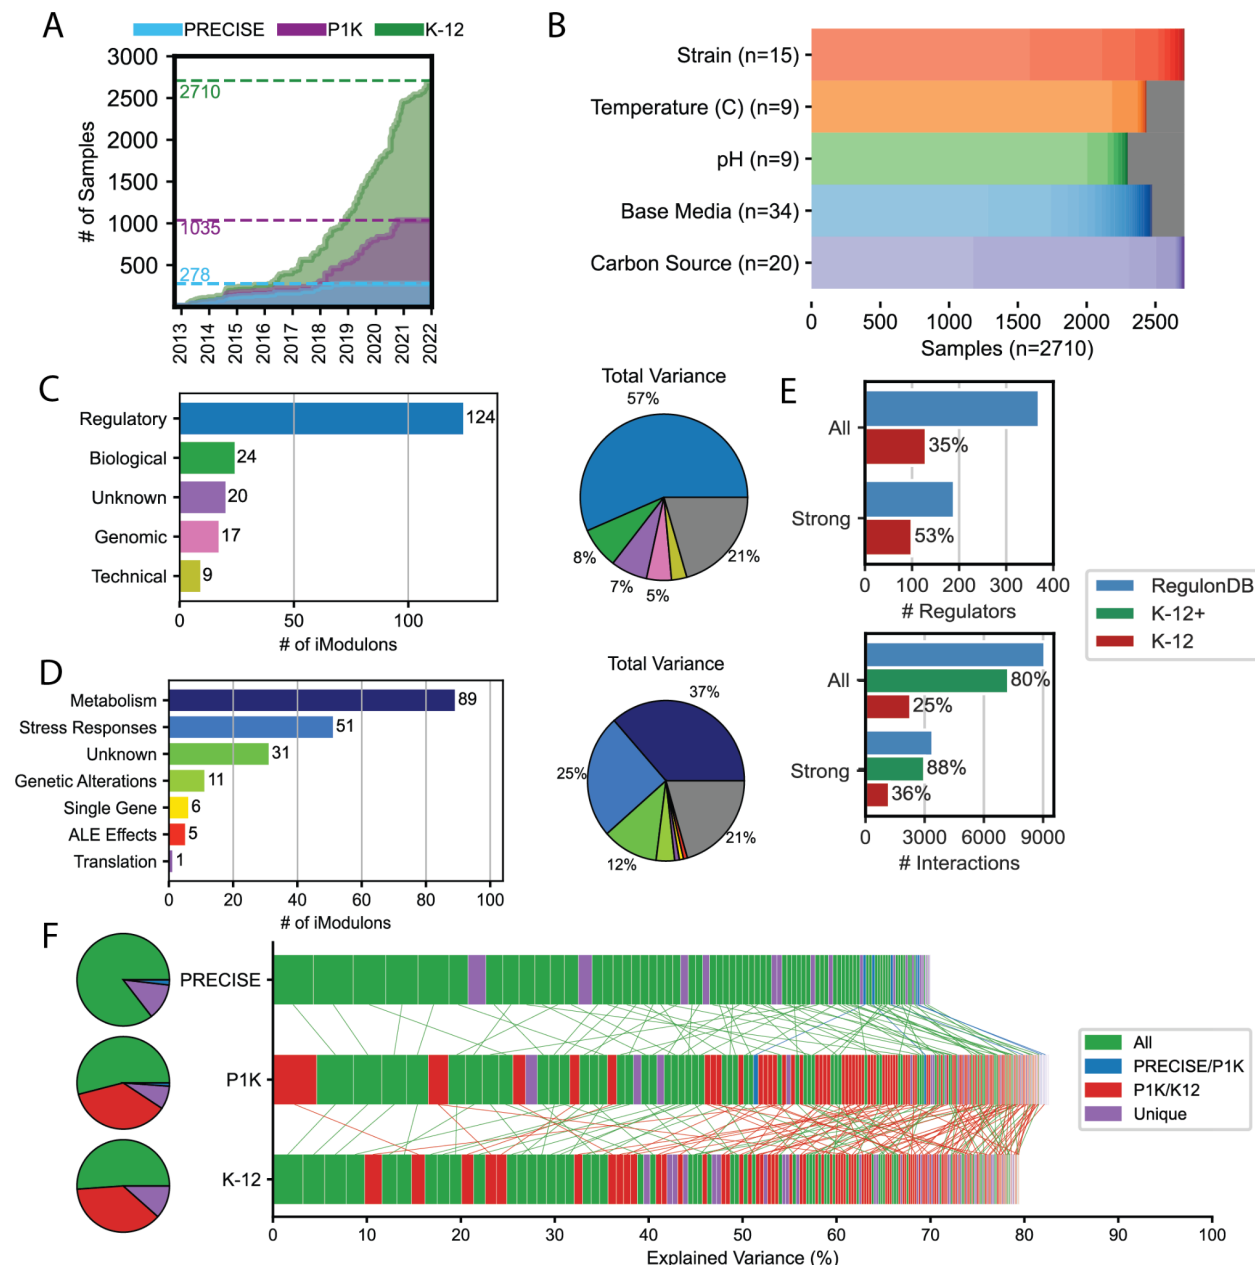 A
PRECISE P1K K-12
3000
2500
2000
1500
1000
500
# of Samples
2710
1035
278
2013 2014 2015 2016 2017 2018 2019 2020 2021 2022
B
Strain (n=15)
Temperature (C) (n=9)
pH (n=9)
Base Media (n=34)
Carbon Source (n=20)
0 500 1000 1500 2000 2500
Samples (n=2710)
C
Regulatory 124
Biological 24
Unknown 20
Genomic 17
Technical 9
0 50 100
# of iModulons
Total Variance
57%
8%
7%
5%
21%
D
Metabolism 89
Stress Responses 51
Unknown 31
Genetic Alterations 11
Single Gene 6
ALE Effects 5
Translation 1
0 20 40 60 80 100
# of iModulons
Total Variance
37%
25%
12%
21%
E
All 35%
Strong 53%
0 100 200 300 400
# Regulators
RegulonDB
K-12+
K-12
All 80%
25%
Strong 88%
36%
0 3000 6000 9000
# Interactions
F
PRECISE
P1K
K-12
0 10 20 30 40 50 60 70 80 90 100
Explained Variance (%)
All
PRECISE/P1K
P1K/K12
Unique